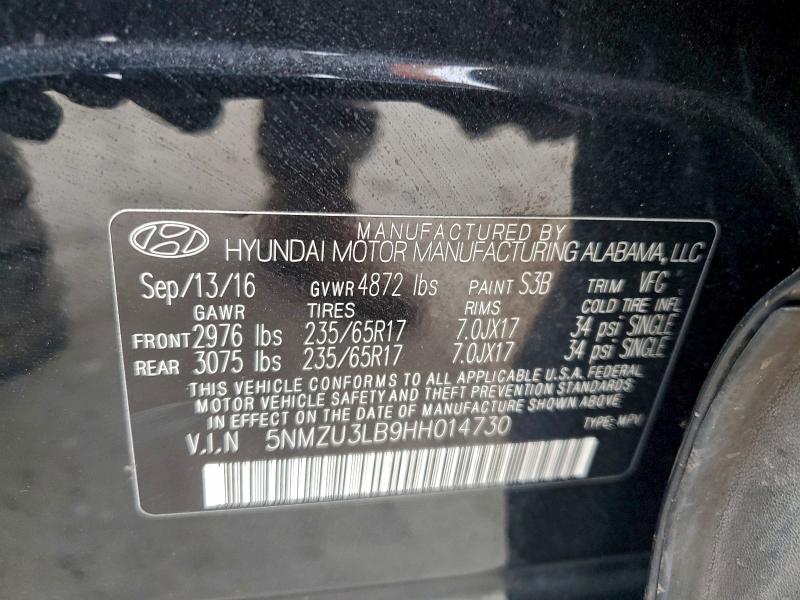 MANUFACTURED BY
HYUNDAI MOTOR MANUFACTURING ALABAMA, LLC
Sep/13/16 GVWR 4872 lbs PAINT S3B TRIM VFC
GAWR TIRES RIMS COLD TIRE INFL
FRONT 2976 lbs 235/65R17 7.0JX17 34 psi SINGLE
REAR 3075 lbs 235/65R17 7.0JX17 34 psi SINGLE
THIS VEHICLE CONFORMS TO ALL APPLICABLE U.S.A. FEDERAL
MOTOR VEHICLE SAFETY AND THEFT PREVENTION STANDARDS
IN EFFECT ON THE DATE OF MANUFACTURE SHOWN ABOVE
V.I.N 5NMZU3LB9HH014730 TYPE: MPV